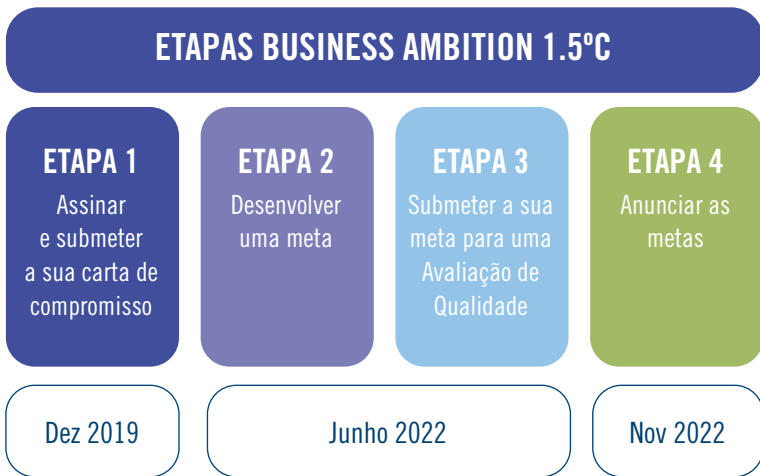 ETAPAS BUSINESS AMBITION 1.5ºC
ETAPA 1
Assinar
e submeter
a sua carta de
compromisso
ETAPA 2
Desenvolver
uma meta
ETAPA 3
Submeter a sua
meta para uma
Avaliação de
Qualidade
ETAPA 4
Anunciar as
metas
Dez 2019
Junho 2022
Nov 2022